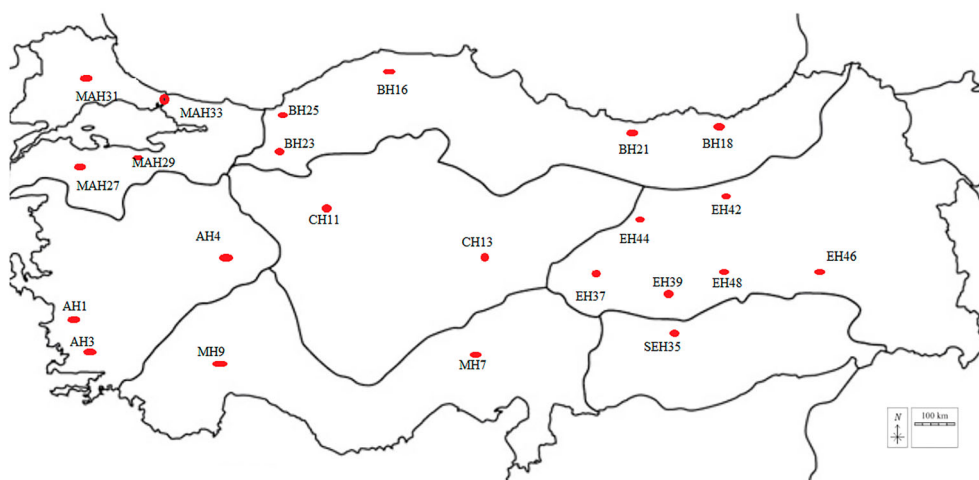 BH16
MAH31
MAH33
BH25
BH21
BH18
BH23
MAH29
MAH27
EH42
CH11
EH44
AH4
CH13
EH46
EH37
EH39
EH48
AH1
AH3
SEH35
MH9
MH7
N
100 km